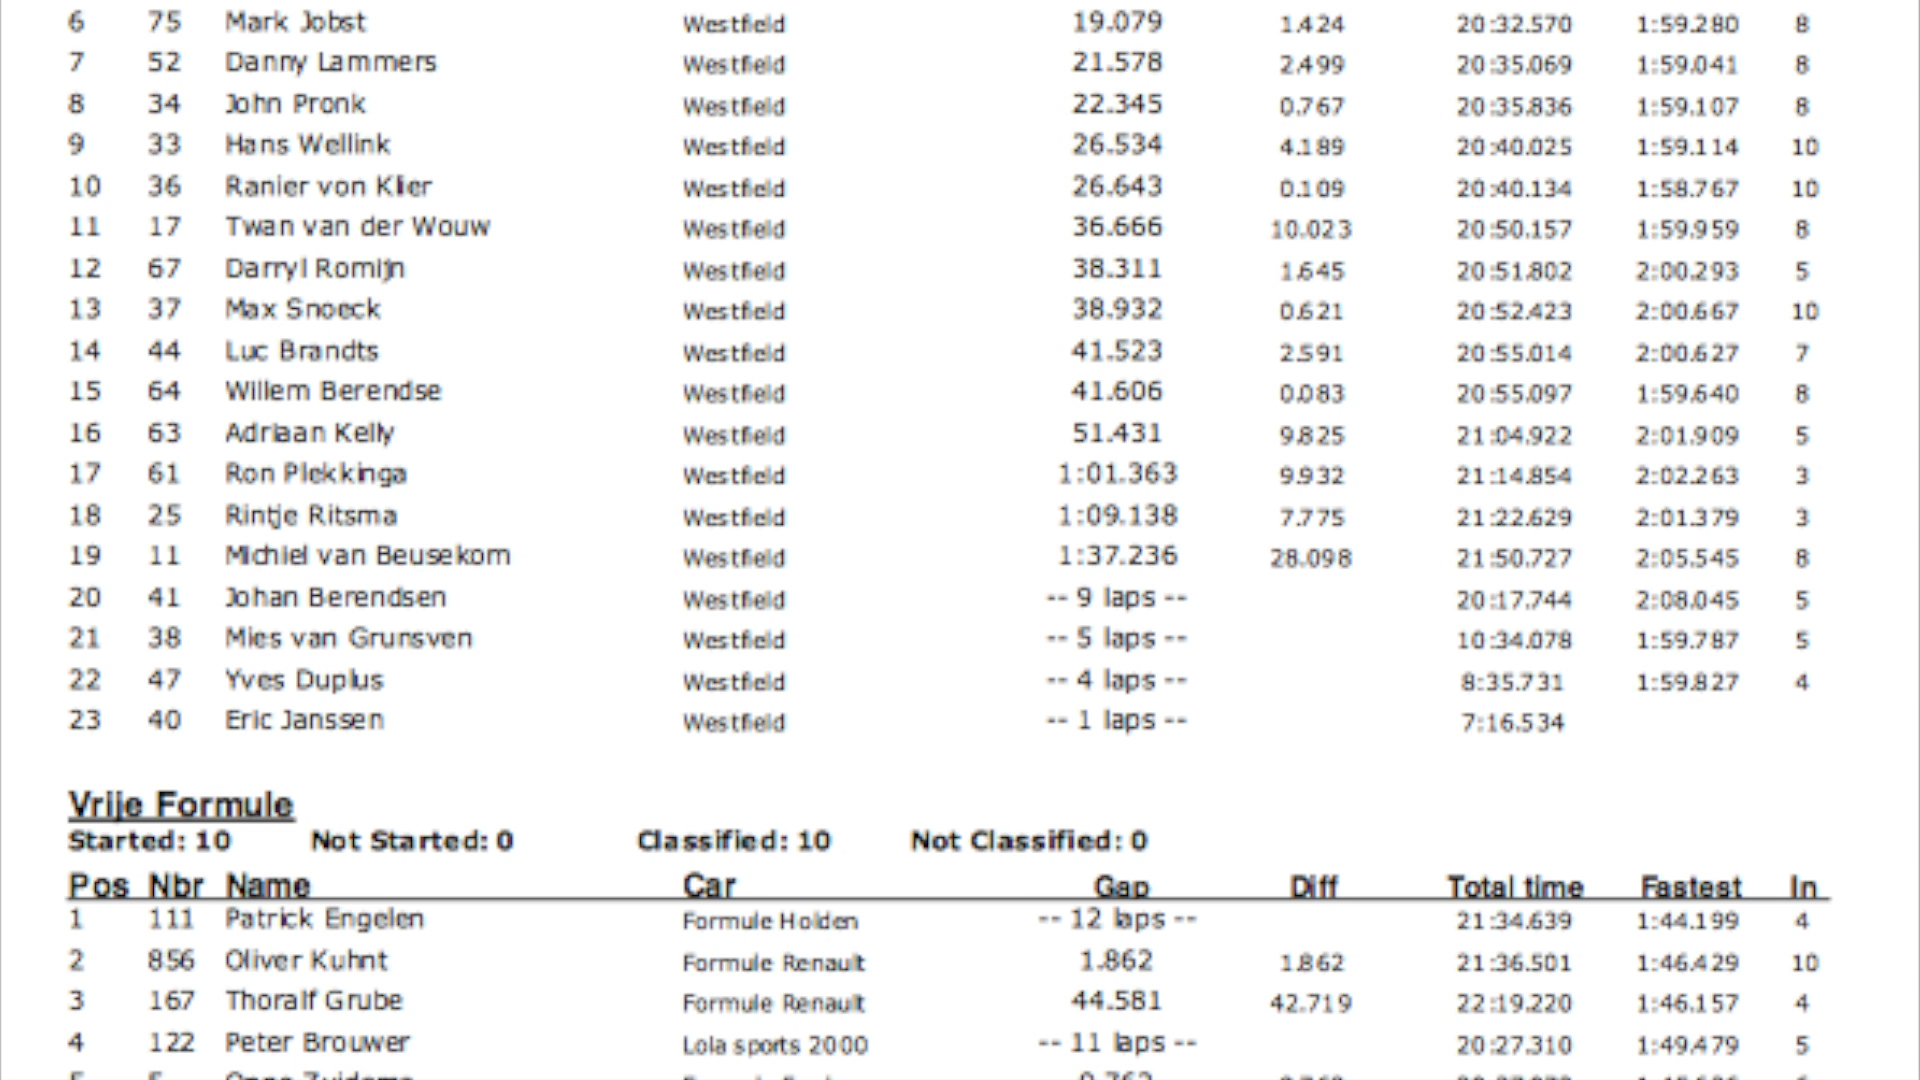 6 75 Mark Jobst Westfield 19.079 1.424 20:32.570 1:59.280 8
7 52 Danny Lammers Westfield 21.578 2.499 20:35.069 1:59.041 8
8 34 John Pronk Westfield 22.345 0.767 20:35.836 1:59.107 8
9 33 Hans Wellink Westfield 26.534 4.189 20:40.025 1:59.114 10
10 36 Ranier von Klier Westfield 26.643 0.109 20:40.134 1:58.767 10
11 17 Twan van der Wouw Westfield 36.666 10.023 20:50.157 1:59.959 8
12 67 Darryl Romijn Westfield 38.311 1.645 20:51.802 2:00.293 5
13 37 Max Snoeck Westfield 38.932 0.621 20:52.423 2:00.667 10
14 44 Luc Brandts Westfield 41.523 2.591 20:55.014 2:00.627 7
15 64 Willem Berendse Westfield 41.606 0.083 20:55.097 1:59.640 8
16 63 Adriaan Kelly Westfield 51.431 9.825 21:04.922 2:01.909 5
17 61 Ron Plekkinga Westfield 1:01.363 9.932 21:14.854 2:02.263 3
18 25 Rintje Ritsma Westfield 1:09.138 7.775 21:22.629 2:01.379 3
19 11 Michiel van Beusekom Westfield 1:37.236 28.098 21:50.727 2:05.545 8
20 41 Johan Berendsen Westfield -- 9 laps -- 20:17.744 2:08.045 5
21 38 Mies van Grunsven Westfield -- 5 laps -- 10:34.078 1:59.787 5
22 47 Yves Duplus Westfield -- 4 laps -- 8:35.731 1:59.827 4
23 40 Eric Janssen Westfield -- 1 laps -- 7:16.534
Vrije Formule
Started: 10 Not Started: 0 Classified: 10 Not Classified: 0
Pos Nbr Name Car Gap Diff Total time Fastest In
1 111 Patrick Engelen Formule Holden -- 12 laps -- 21:34.639 1:44.199 4
2 856 Oliver Kuhnt Formule Renault 1.862 1.862 21:36.501 1:46.429 10
3 167 Thoralf Grube Formule Renault 44.581 42.719 22:19.220 1:46.157 4
4 122 Peter Brouwer Lola sports 2000 -- 11 laps -- 20:27.310 1:49.479 5